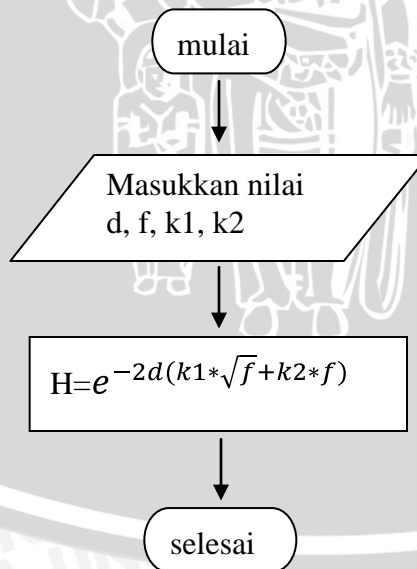 mulai
Masukkan nilai
d, f, k1, k2
H=e^{-2d(k1*√f+k2*f)}
selesai